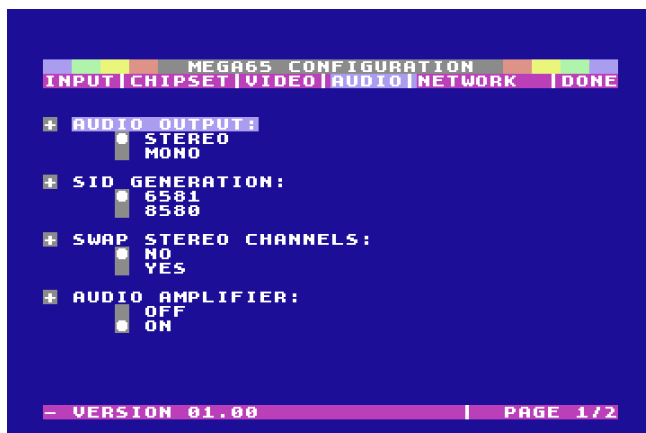 MEGA65 CONFIGURATION
INPUT|CHIPSET|VIDEO|AUDIO|NETWORK |DONE
+ AUDIO OUTPUT:
STEREO
MONO
+ SID GENERATION:
6581
8580
+ SWAP STEREO CHANNELS:
NO
YES
+ AUDIO AMPLIFIER:
OFF
ON
- VERSION 01.00 | PAGE 1/2